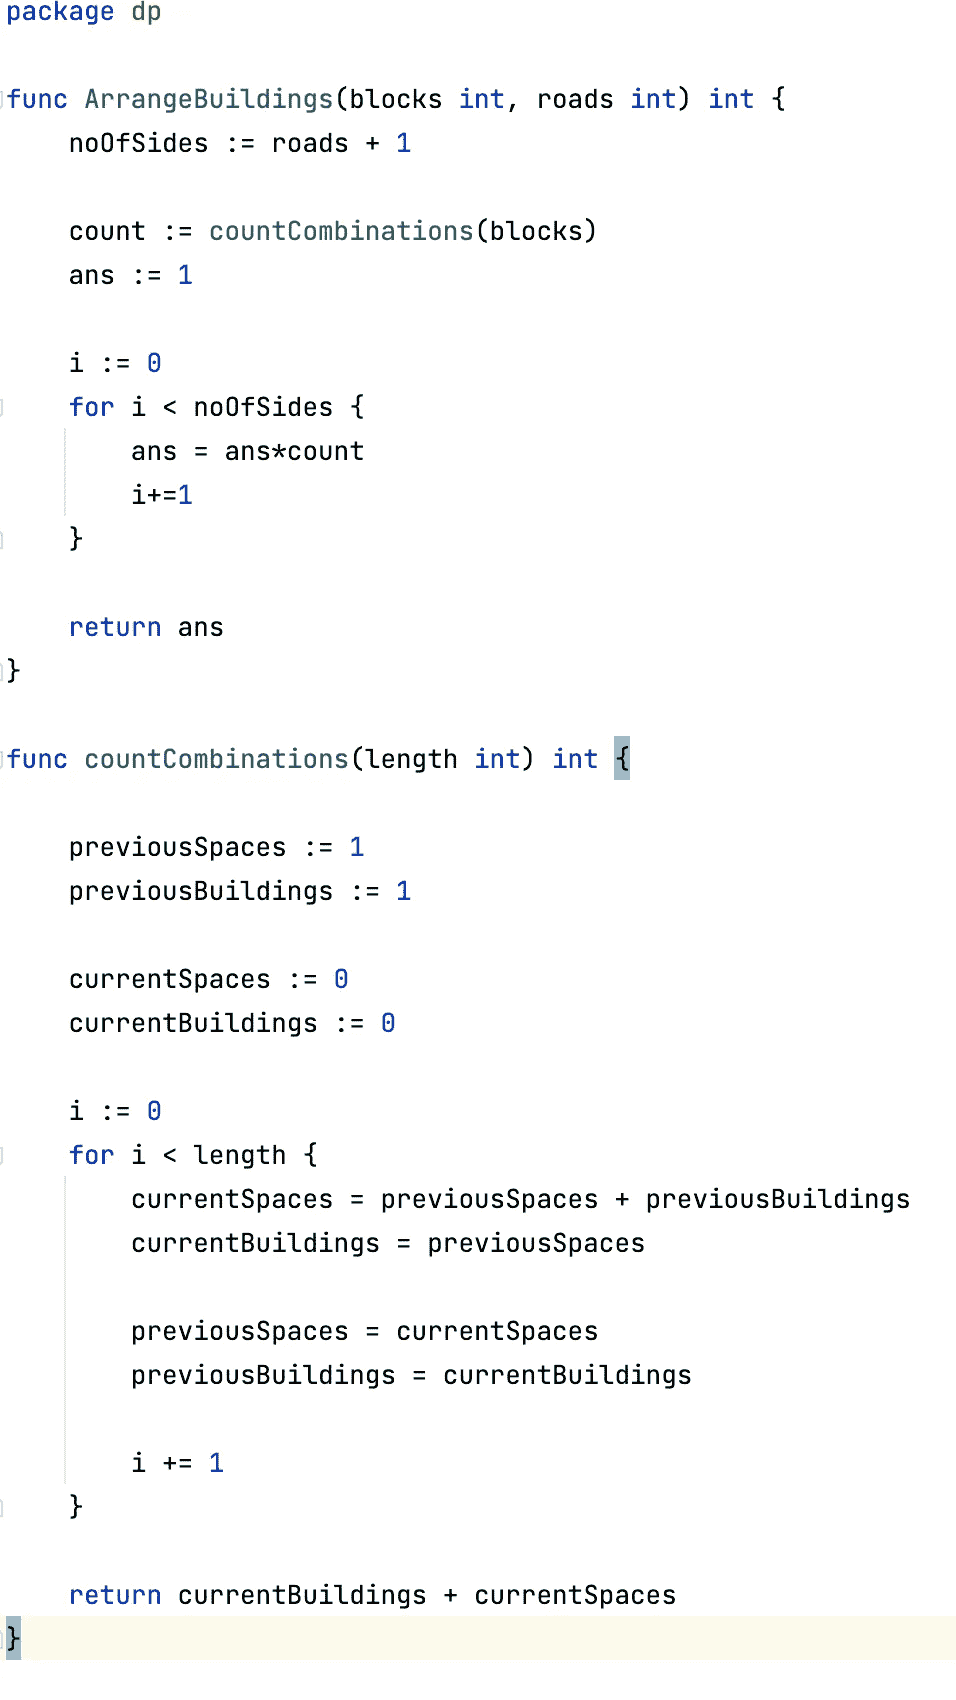 package dp
func ArrangeBuildings(blocks int, roads int) int {
    noOfSides := roads + 1
    count := countCombinations(blocks)
    ans := 1
    i := 0
    for i < noOfSides {
        ans = ans*count
        i+=1
    }
    return ans
}
func countCombinations(length int) int {
    previousSpaces := 1
    previousBuildings := 1
    currentSpaces := 0
    currentBuildings := 0
    i := 0
    for i < length {
        currentSpaces = previousSpaces + previousBuildings
        currentBuildings = previousSpaces
        previousSpaces = currentSpaces
        previousBuildings = currentBuildings
        i += 1
    }
    return currentBuildings + currentSpaces
}